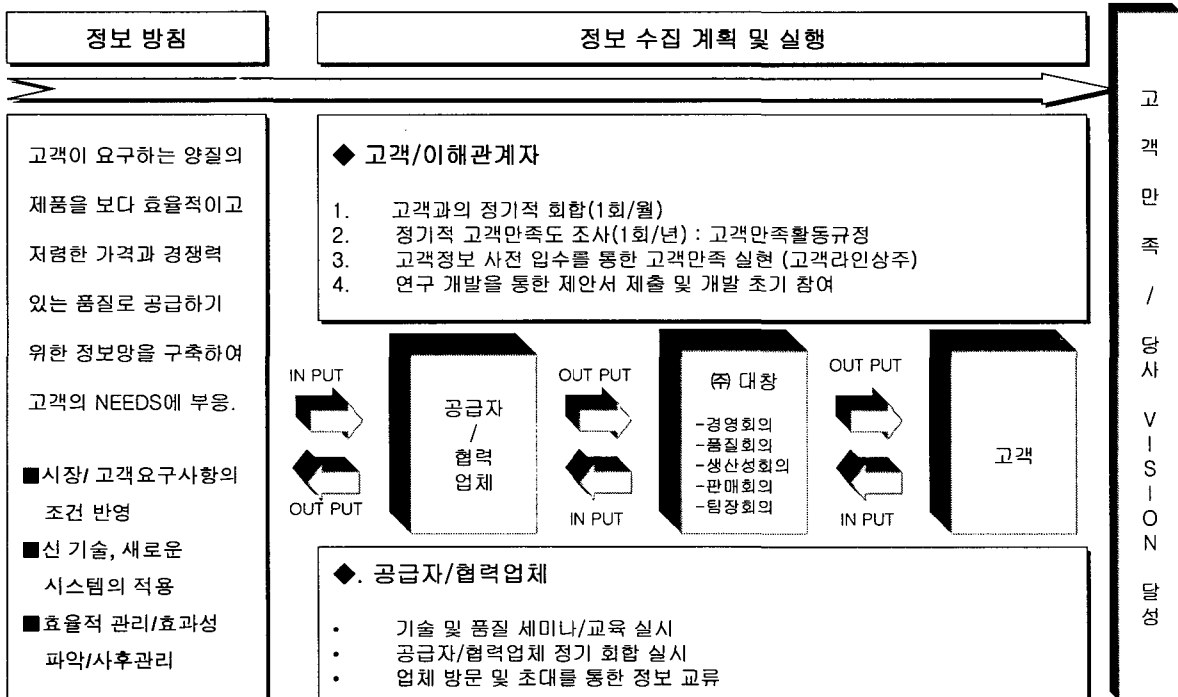 정보 방침
고객이 요구하는 양질의
제품을 보다 효율적이고
저렴한 가격과 경쟁력
있는 품질로 공급하기
위한 정보망을 구축하여
고객의 NEEDS에 부응.
■시장/ 고객요구사항의
조건 반영
■신 기술, 새로운
시스템의 적용
■효율적 관리/효과성
파악/사후관리
정보 수집 계획 및 실행
◆ 고객/이해관계자
1. 고객과의 정기적 회합(1회/월)
2. 정기적 고객만족도 조사(1회/년) : 고객만족활동규정
3. 고객정보 사전 입수를 통한 고객만족 실현 (고객라인상주)
4. 연구 개발을 통한 제안서 제출 및 개발 초기 참여
IN PUT
OUT PUT
공급자
/
협력
업체
OUT PUT
IN PUT
㈜ 대창
-경영회의
-품질회의
-생산성회의
-판매회의
-팀장회의
OUT PUT
IN PUT
고객
◆. 공급자/협력업체
• 기술 및 품질 세미나/교육 실시
• 공급자/협력업체 정기 회합 실시
• 업체 방문 및 초대를 통한 정보 교류
고객만족 / 당사 VISION 달성